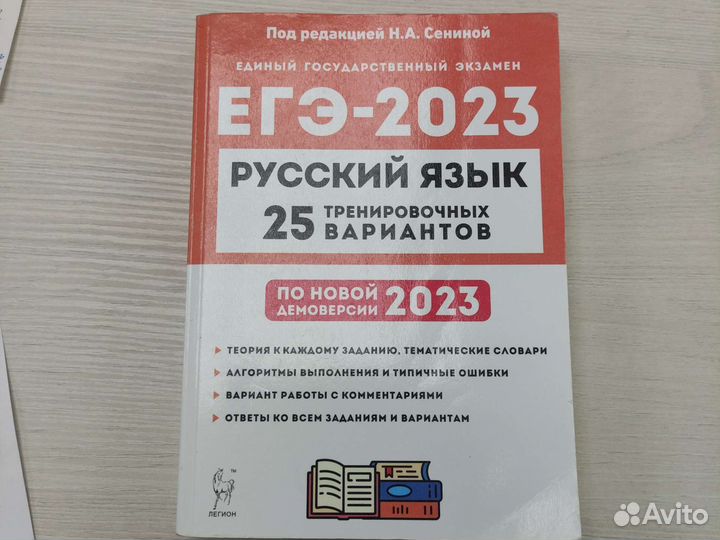 Под редакцией Н.А. Сениной
ЕДИНЫЙ ГОСУДАРСТВЕННЫЙ ЭКЗАМЕН
ЕГЭ-2023
РУССКИЙ ЯЗЫК
25 ТРЕНИРОВОЧНЫХ
ВАРИАНТОВ
ПО НОВОЙ
ДЕМОВЕРСИИ 2023
ТЕОРИЯ К КАЖДОМУ ЗАДАНИЮ, ТЕМАТИЧЕСКИЕ СЛОВАРИ
АЛГОРИТМЫ ВЫПОЛНЕНИЯ И ТИПИЧНЫЕ ОШИБКИ
ВАРИАНТ РАБОТЫ С КОММЕНТАРИЯМИ
ОТВЕТЫ КО ВСЕМ ЗАДАНИЯМ И ВАРИАНТАМ
TM
ЛЕГИОН
Avito